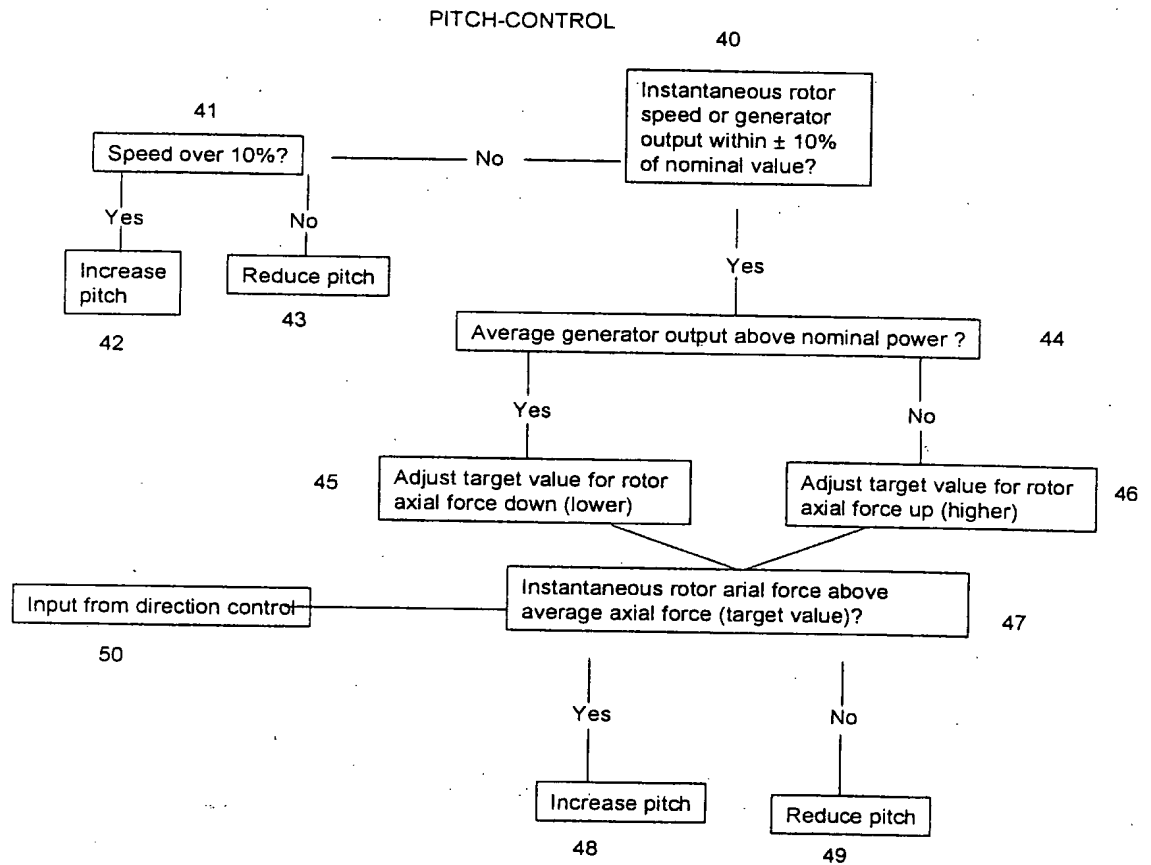 PITCH-CONTROL
40
Instantaneous rotor
speed or generator
output within ± 10%
of nominal value?
41
Speed over 10%?
No
Yes
No
Increase
pitch
42
Reduce pitch
43
Yes
Average generator output above nominal power ?
44
Yes
No
45
Adjust target value for rotor
axial force down (lower)
Adjust target value for rotor
axial force up (higher)
46
Input from direction control
50
Instantaneous rotor arial force above
average axial force (target value)?
47
Yes
No
Increase pitch
48
Reduce pitch
49